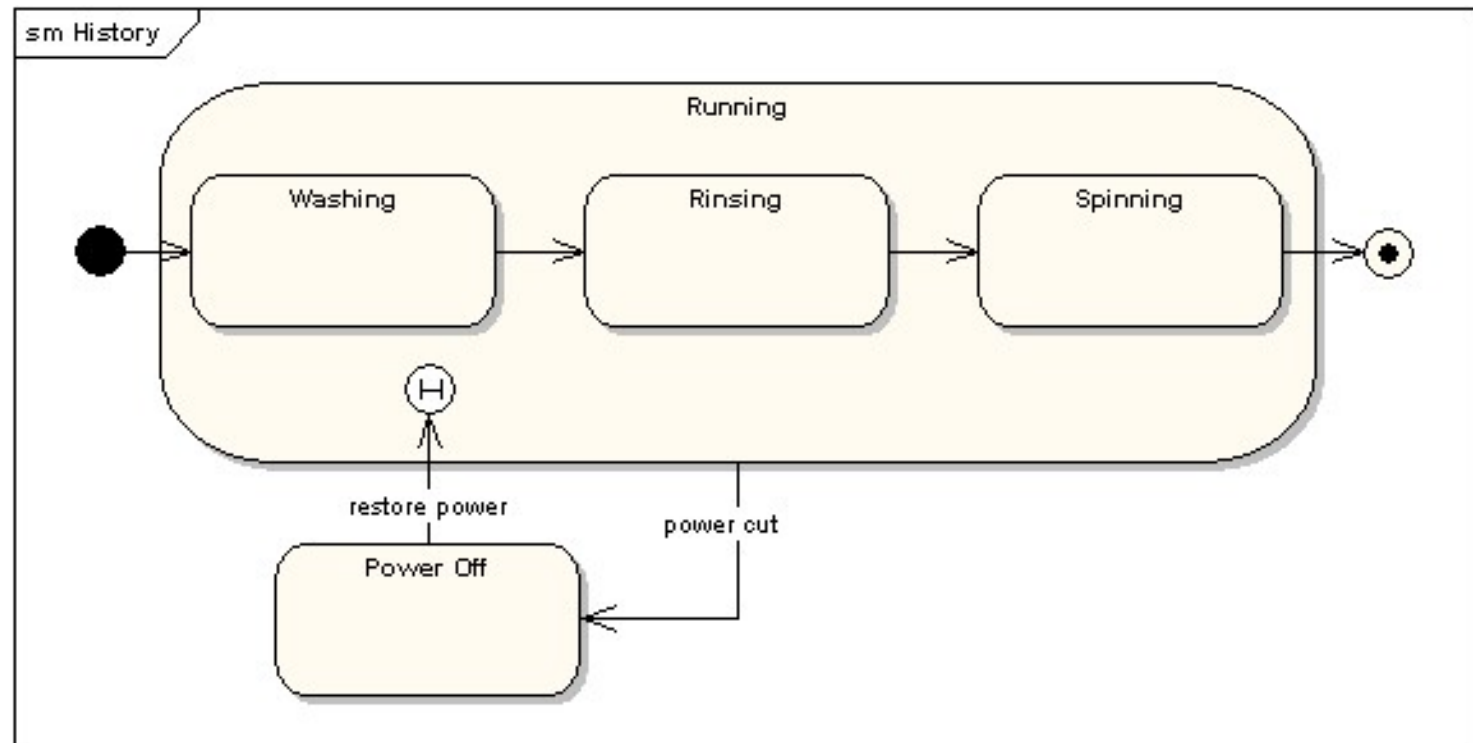 sm History
Running
Washing
Rinsing
Spinning
H
restore power
power cut
Power Off